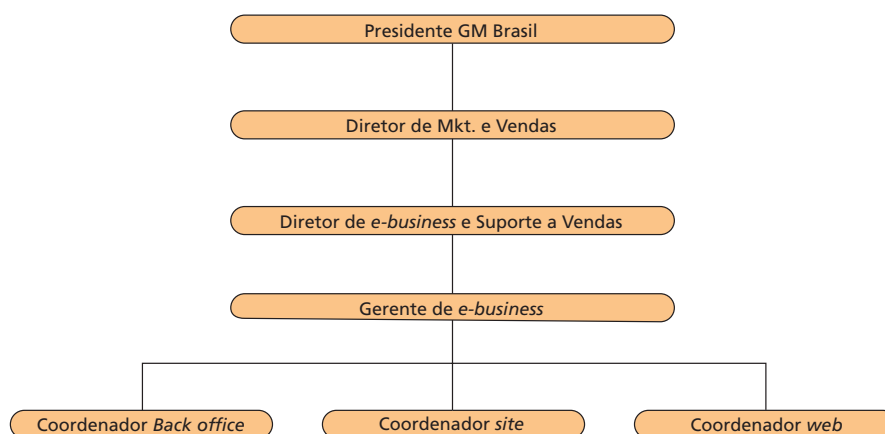 Presidente GM Brasil
Diretor de Mkt. e Vendas
Diretor de e-business e Suporte a Vendas
Gerente de e-business
Coordenador Back office
Coordenador site
Coordenador web